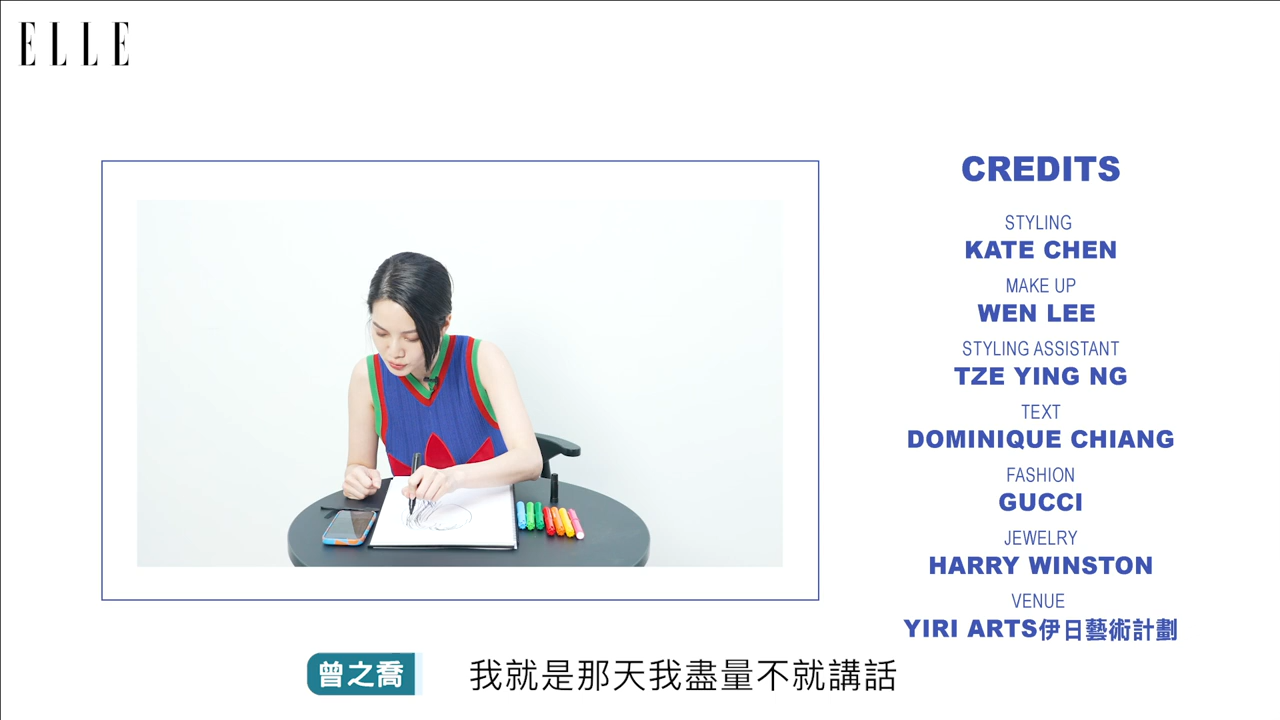 ELLE
CREDITS
STYLING
KATE CHEN
MAKE UP
WEN LEE
STYLING ASSISTANT
TZE YING NG
TEXT
DOMINIQUE CHIANG
FASHION
GUCCI
JEWELRY
HARRY WINSTON
VENUE
YIRI ARTS伊日藝術計劃
曾之喬 我就是那天我盡量不就講話